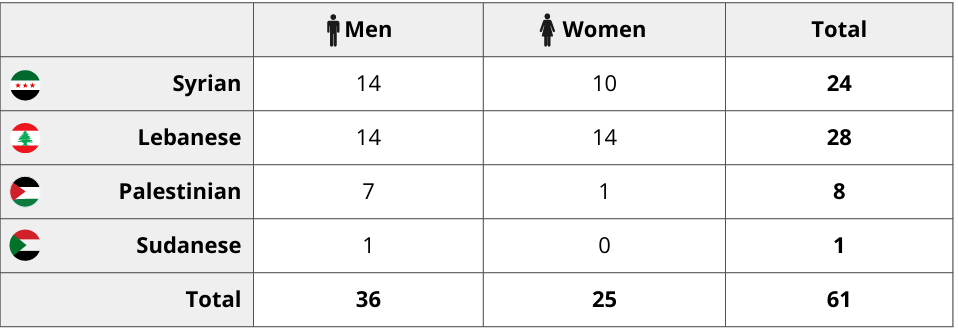 Men Women Total
Syrian 14 10 24
Lebanese 14 14 28
Palestinian 7 1 8
Sudanese 1 0 1
Total 36 25 61